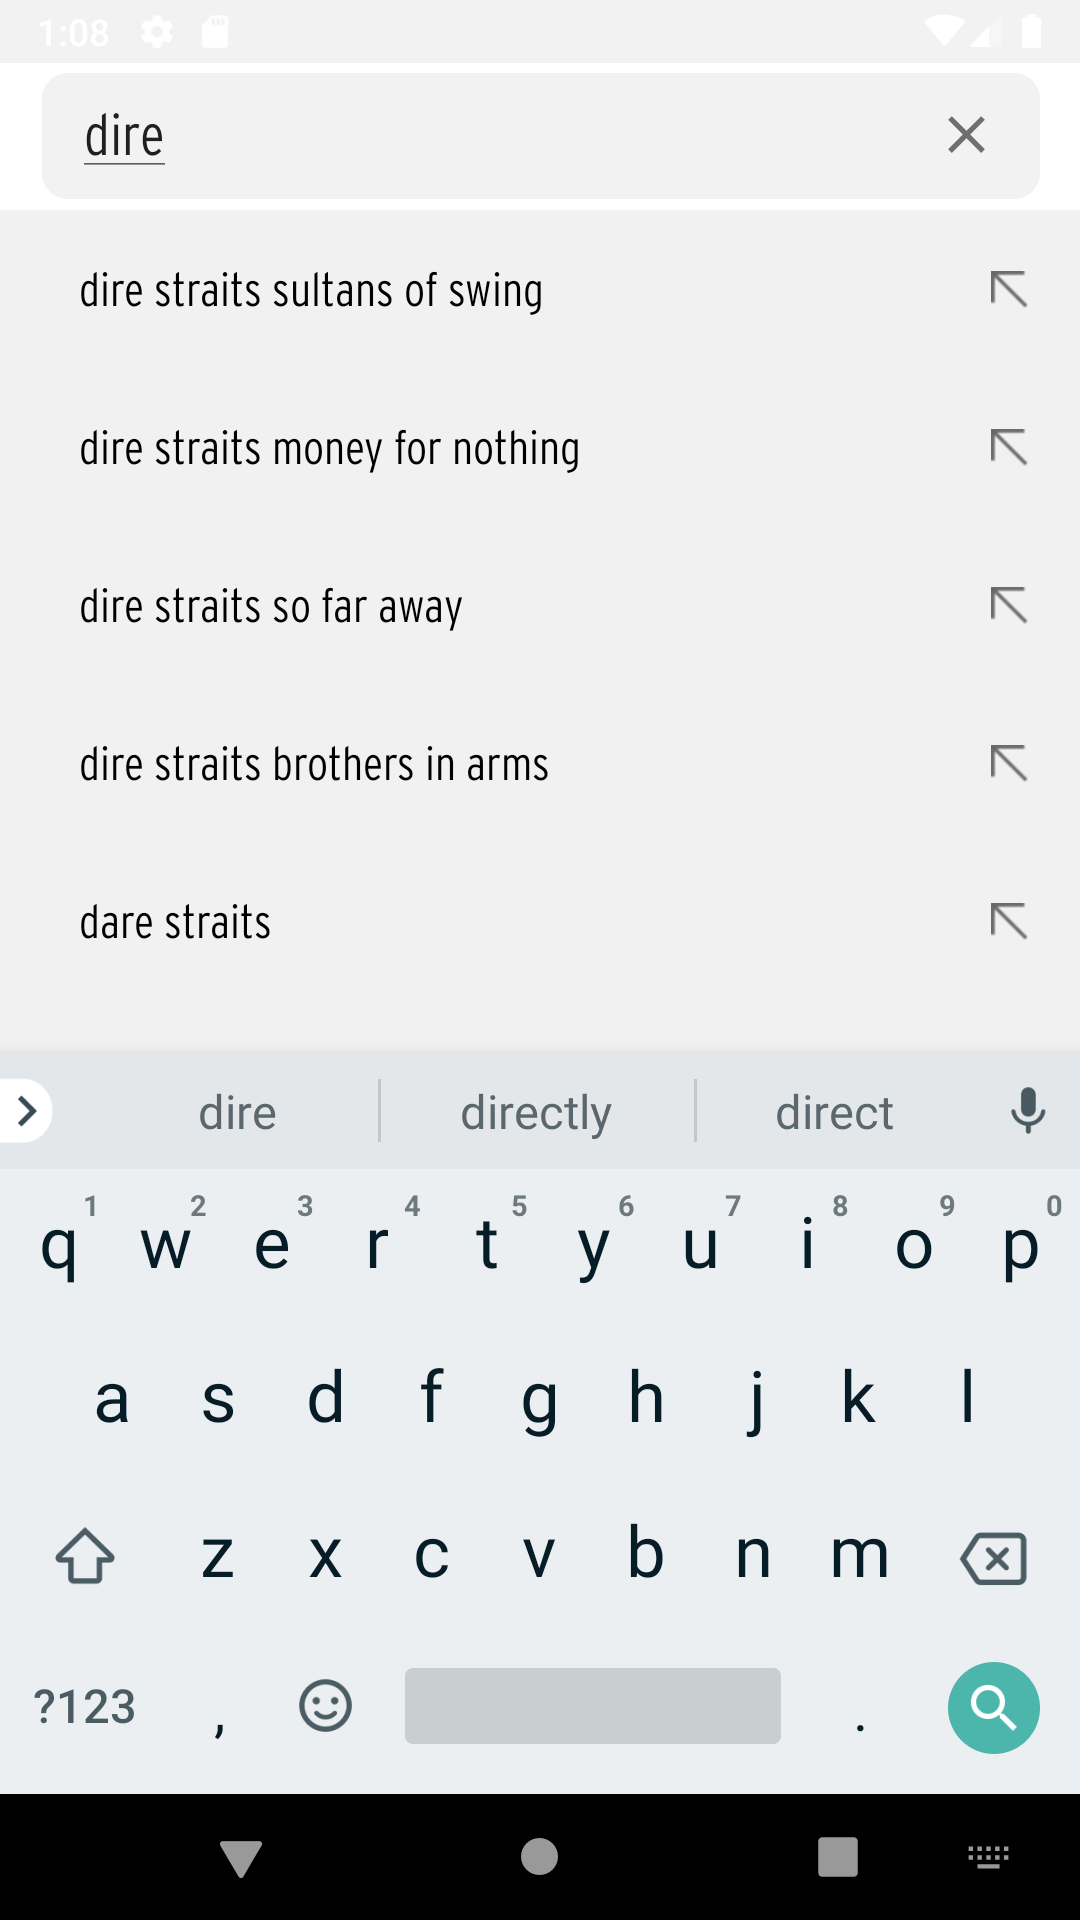 1:08
dire
dire straits sultans of swing
dire straits money for nothing
dire straits so far away
dire straits brothers in arms
dare straits
dire directly direct
1 2 3 4 5 6 7 8 9 0
q w e r t y u i o p
a s d f g h j k l
z x c v b n m
?123 , .